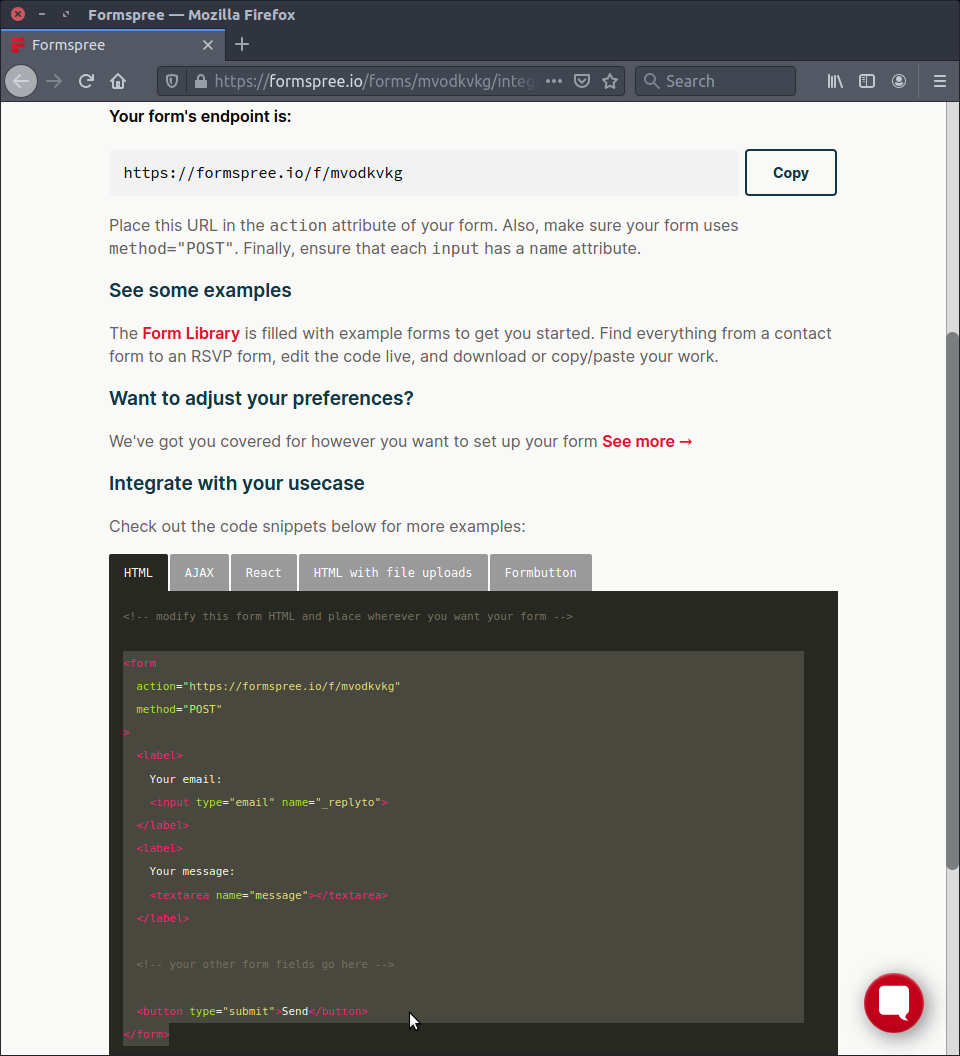 Formspree — Mozilla Firefox
Formspree
https://formspree.io/forms/mvodkvkg/integ
Search
Your form's endpoint is:
https://formspree.io/f/mvodkvkg
Copy
Place this URL in the action attribute of your form. Also, make sure your form uses
method="POST". Finally, ensure that each input has a name attribute.
See some examples
The Form Library is filled with example forms to get you started. Find everything from a contact
form to an RSVP form, edit the code live, and download or copy/paste your work.
Want to adjust your preferences?
We've got you covered for however you want to set up your form See more →
Integrate with your usecase
Check out the code snippets below for more examples:
HTML AJAX React HTML with file uploads Formbutton
<!-- modify this form HTML and place wherever you want your form -->
<form
  action="https://formspree.io/f/mvodkvkg"
  method="POST"
>
  <label>
    Your email:
    <input type="email" name="_replyto">
  </label>
  <label>
    Your message:
    <textarea name="message"></textarea>
  </label>
  <!-- your other form fields go here -->
  <button type="submit">Send</button>
</form>